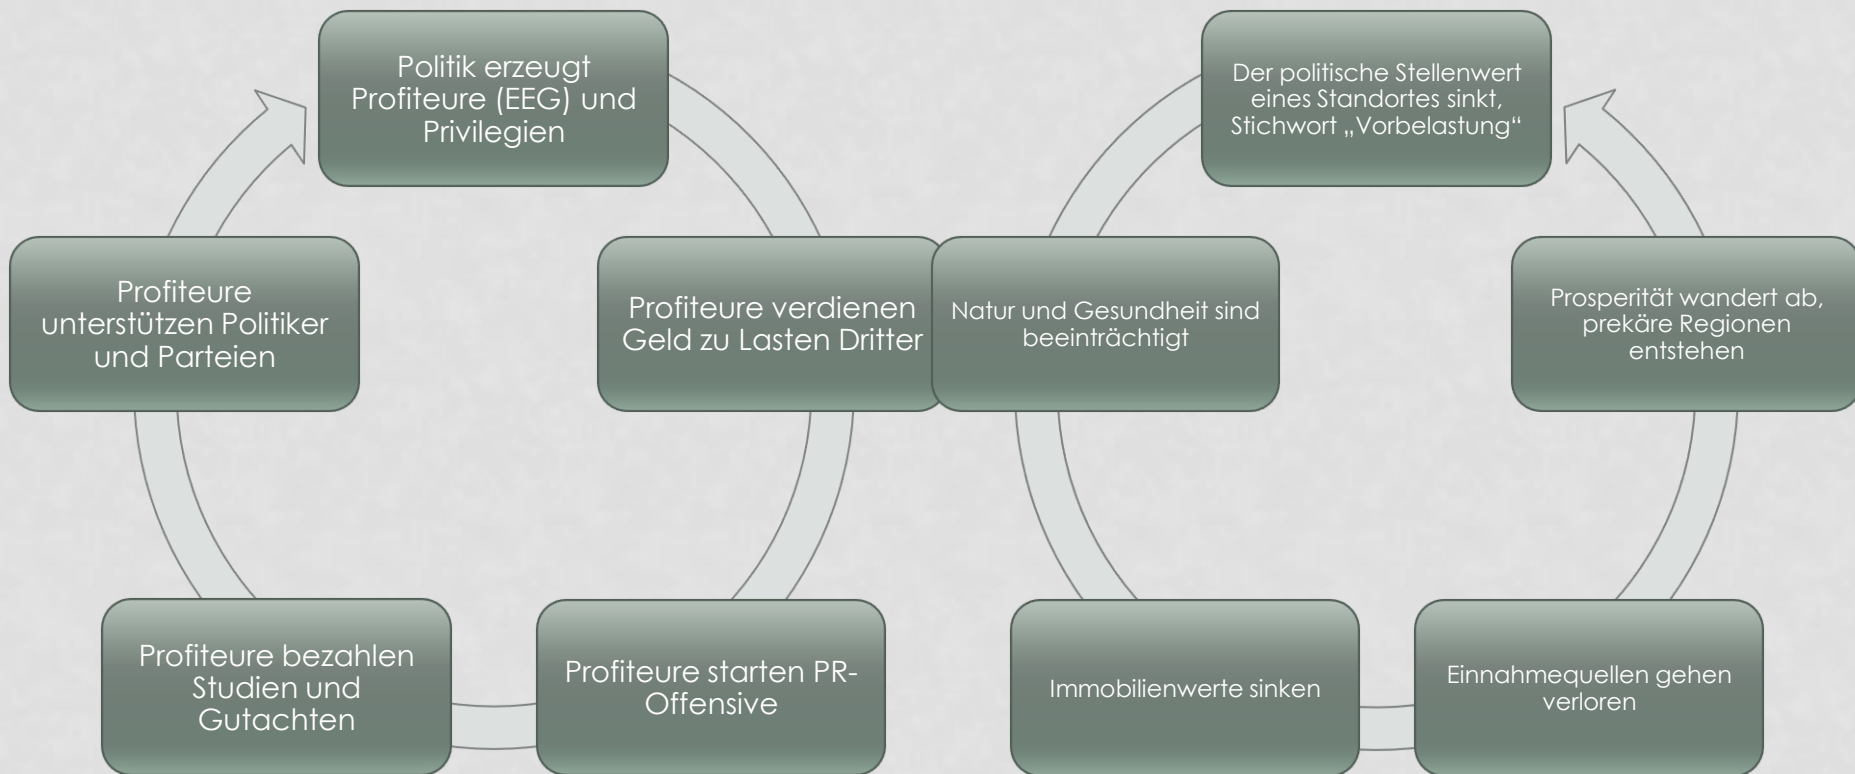 Politik erzeugt
Profiteure (EEG) und
Privilegien
Profiteure verdienen
Geld zu Lasten Dritter
Profiteure starten PR-
Offensive
Profiteure bezahlen
Studien und
Gutachten
Profiteure
unterstützen Politiker
und Parteien
Der politische Stellenwert
eines Standortes sinkt,
Stichwort „Vorbelastung“
Natur und Gesundheit sind
beeinträchtigt
Immobilienwerte sinken
Einnahmequellen gehen
verloren
Prosperität wandert ab,
prekäre Regionen
entstehen